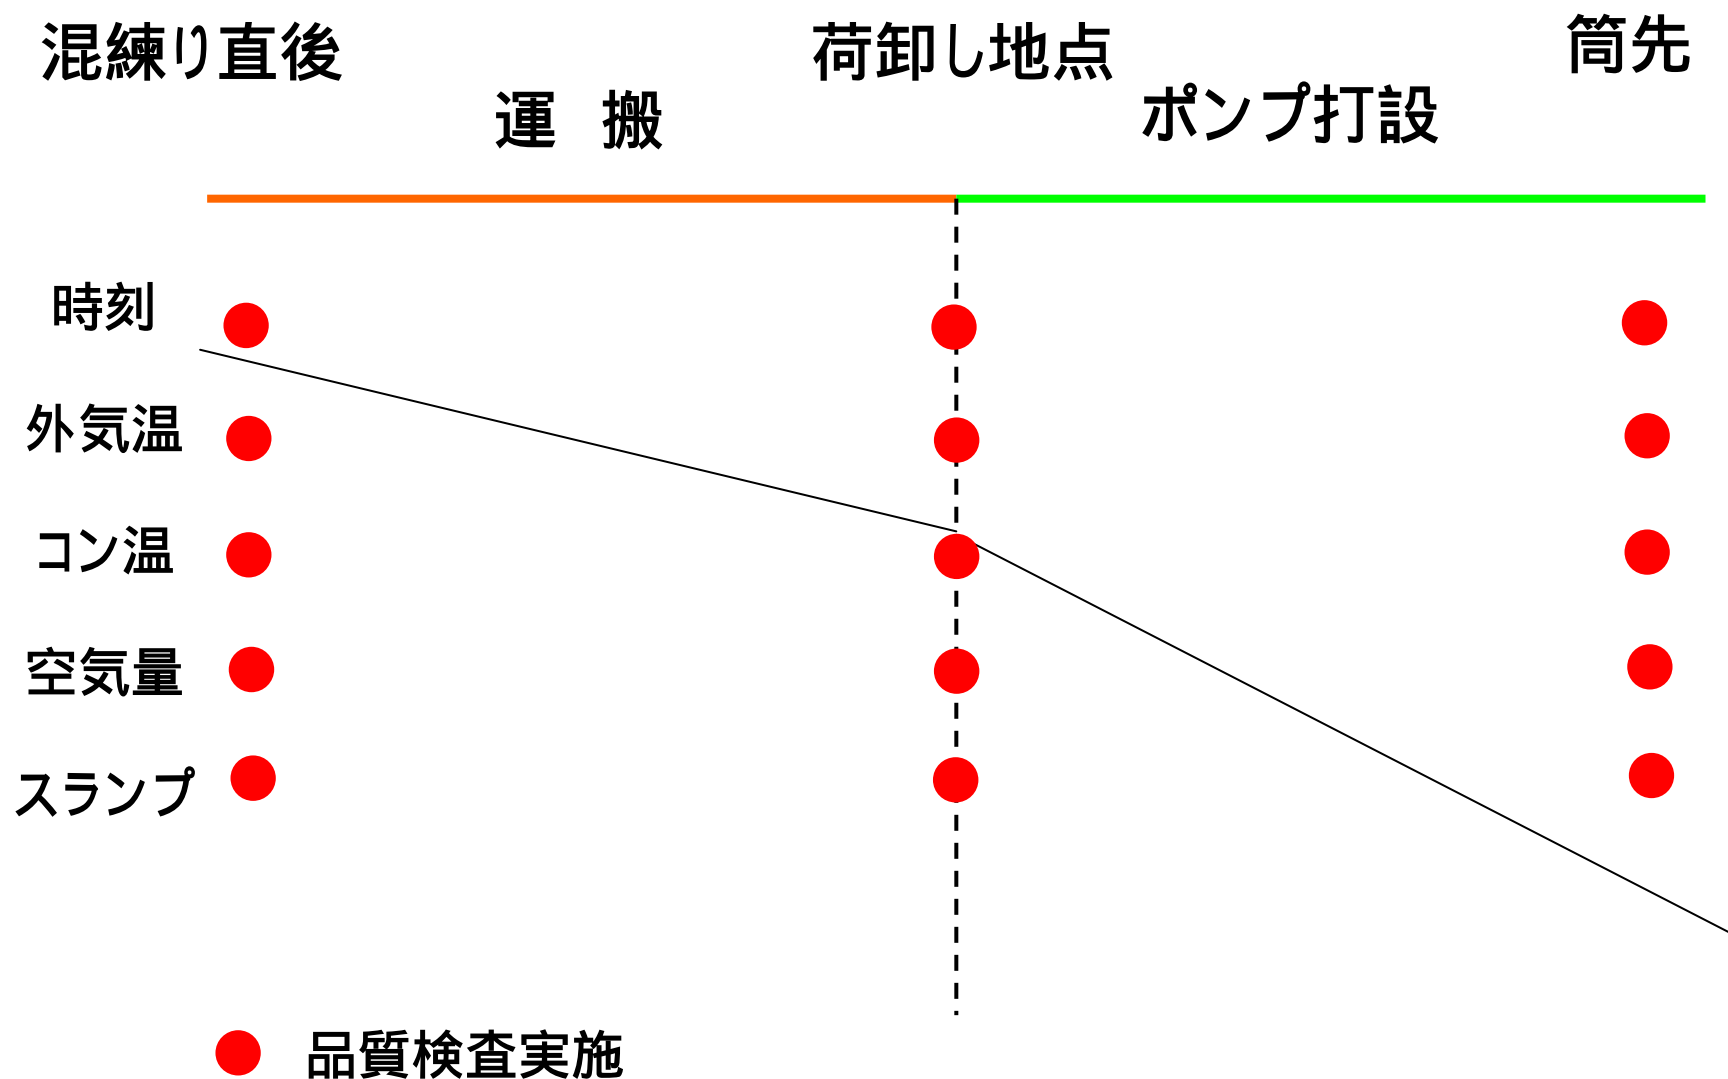 混練り直後
荷卸し地点
筒先
運 搬
ポンプ打設
時刻
外気温
コン温
空気量
スランプ
品質検査実施